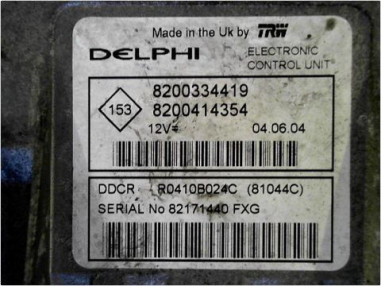 Made in the Uk by TRW
DELPHI ELECTRONIC
CONTROL UNIT
153
8200334419
8200414354
12V= 04.06.04
DDCR R0410B024C (81044C)
SERIAL No 82171440 FXG